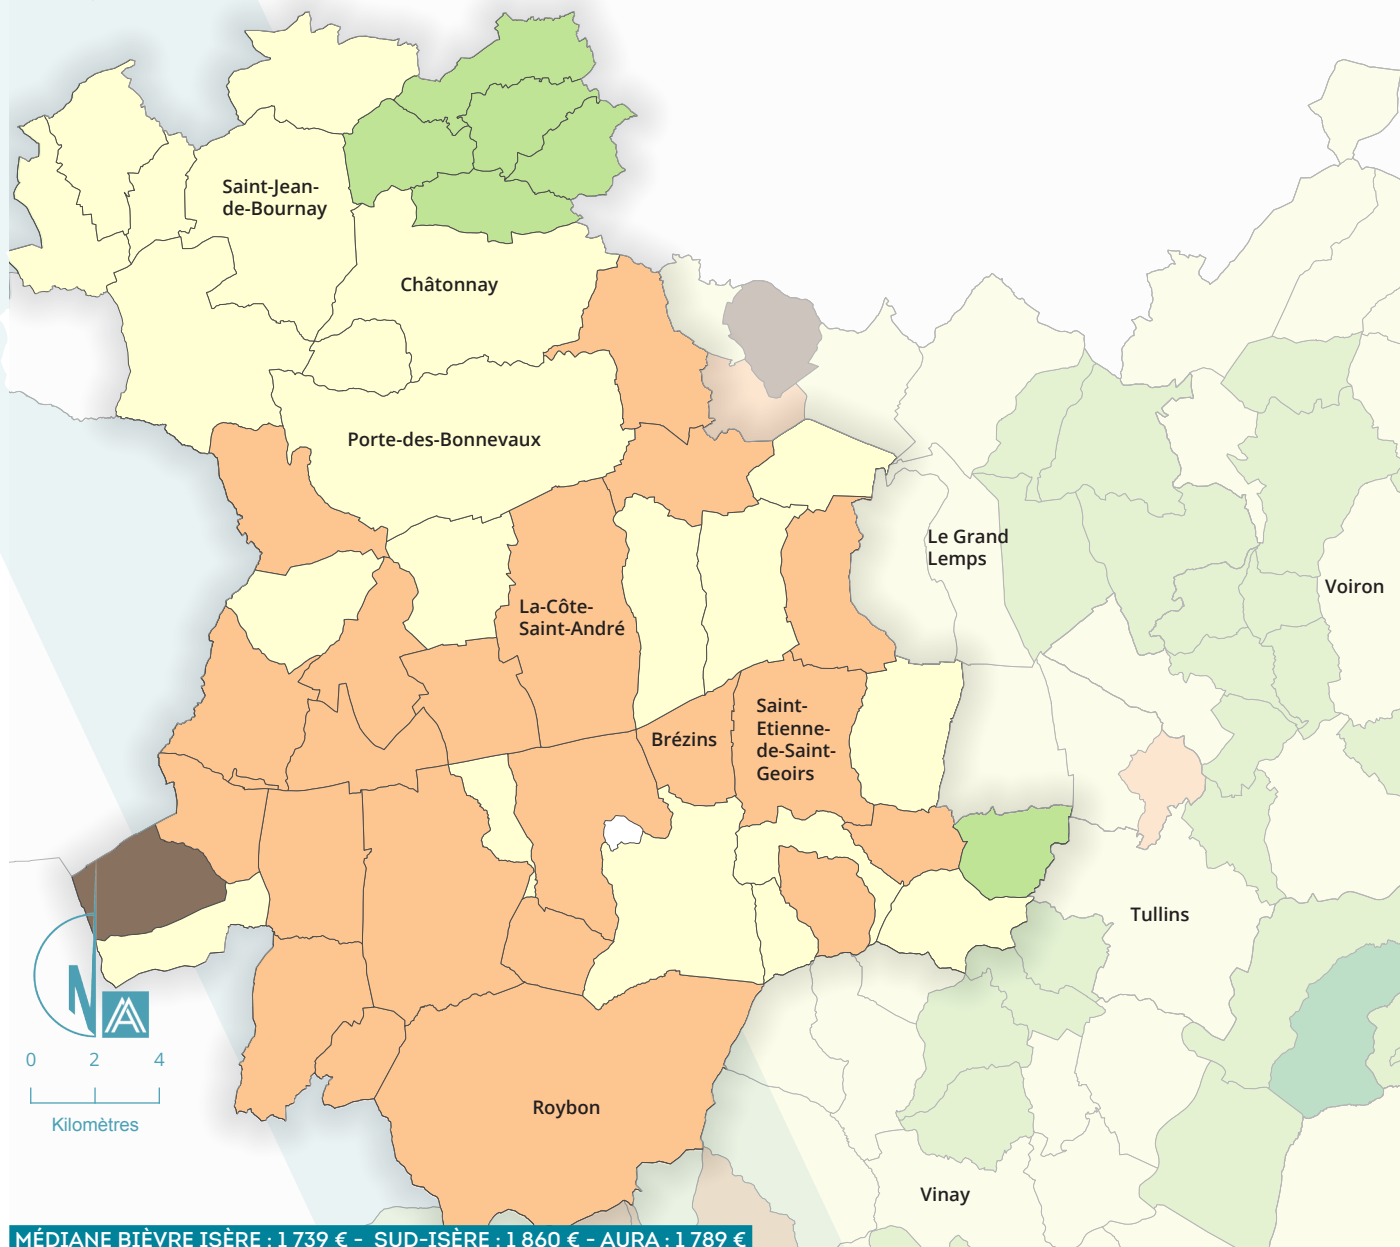 Saint-Jean-
de-Bournay
Châtonnay
Porte-des-Bonnevaux
Le Grand
Lemps
Voiron
La-Côte-
Saint-André
Brézins
Saint-
Etienne-
de-Saint-
Geoirs
Tullins
N
0 2 4
Kilomètres
Roybon
Vinay
MÉDIANE BIÈVRE ISÈRE : 1 739 € - SUD-ISÈRE : 1 860 € - AURA : 1 789 €